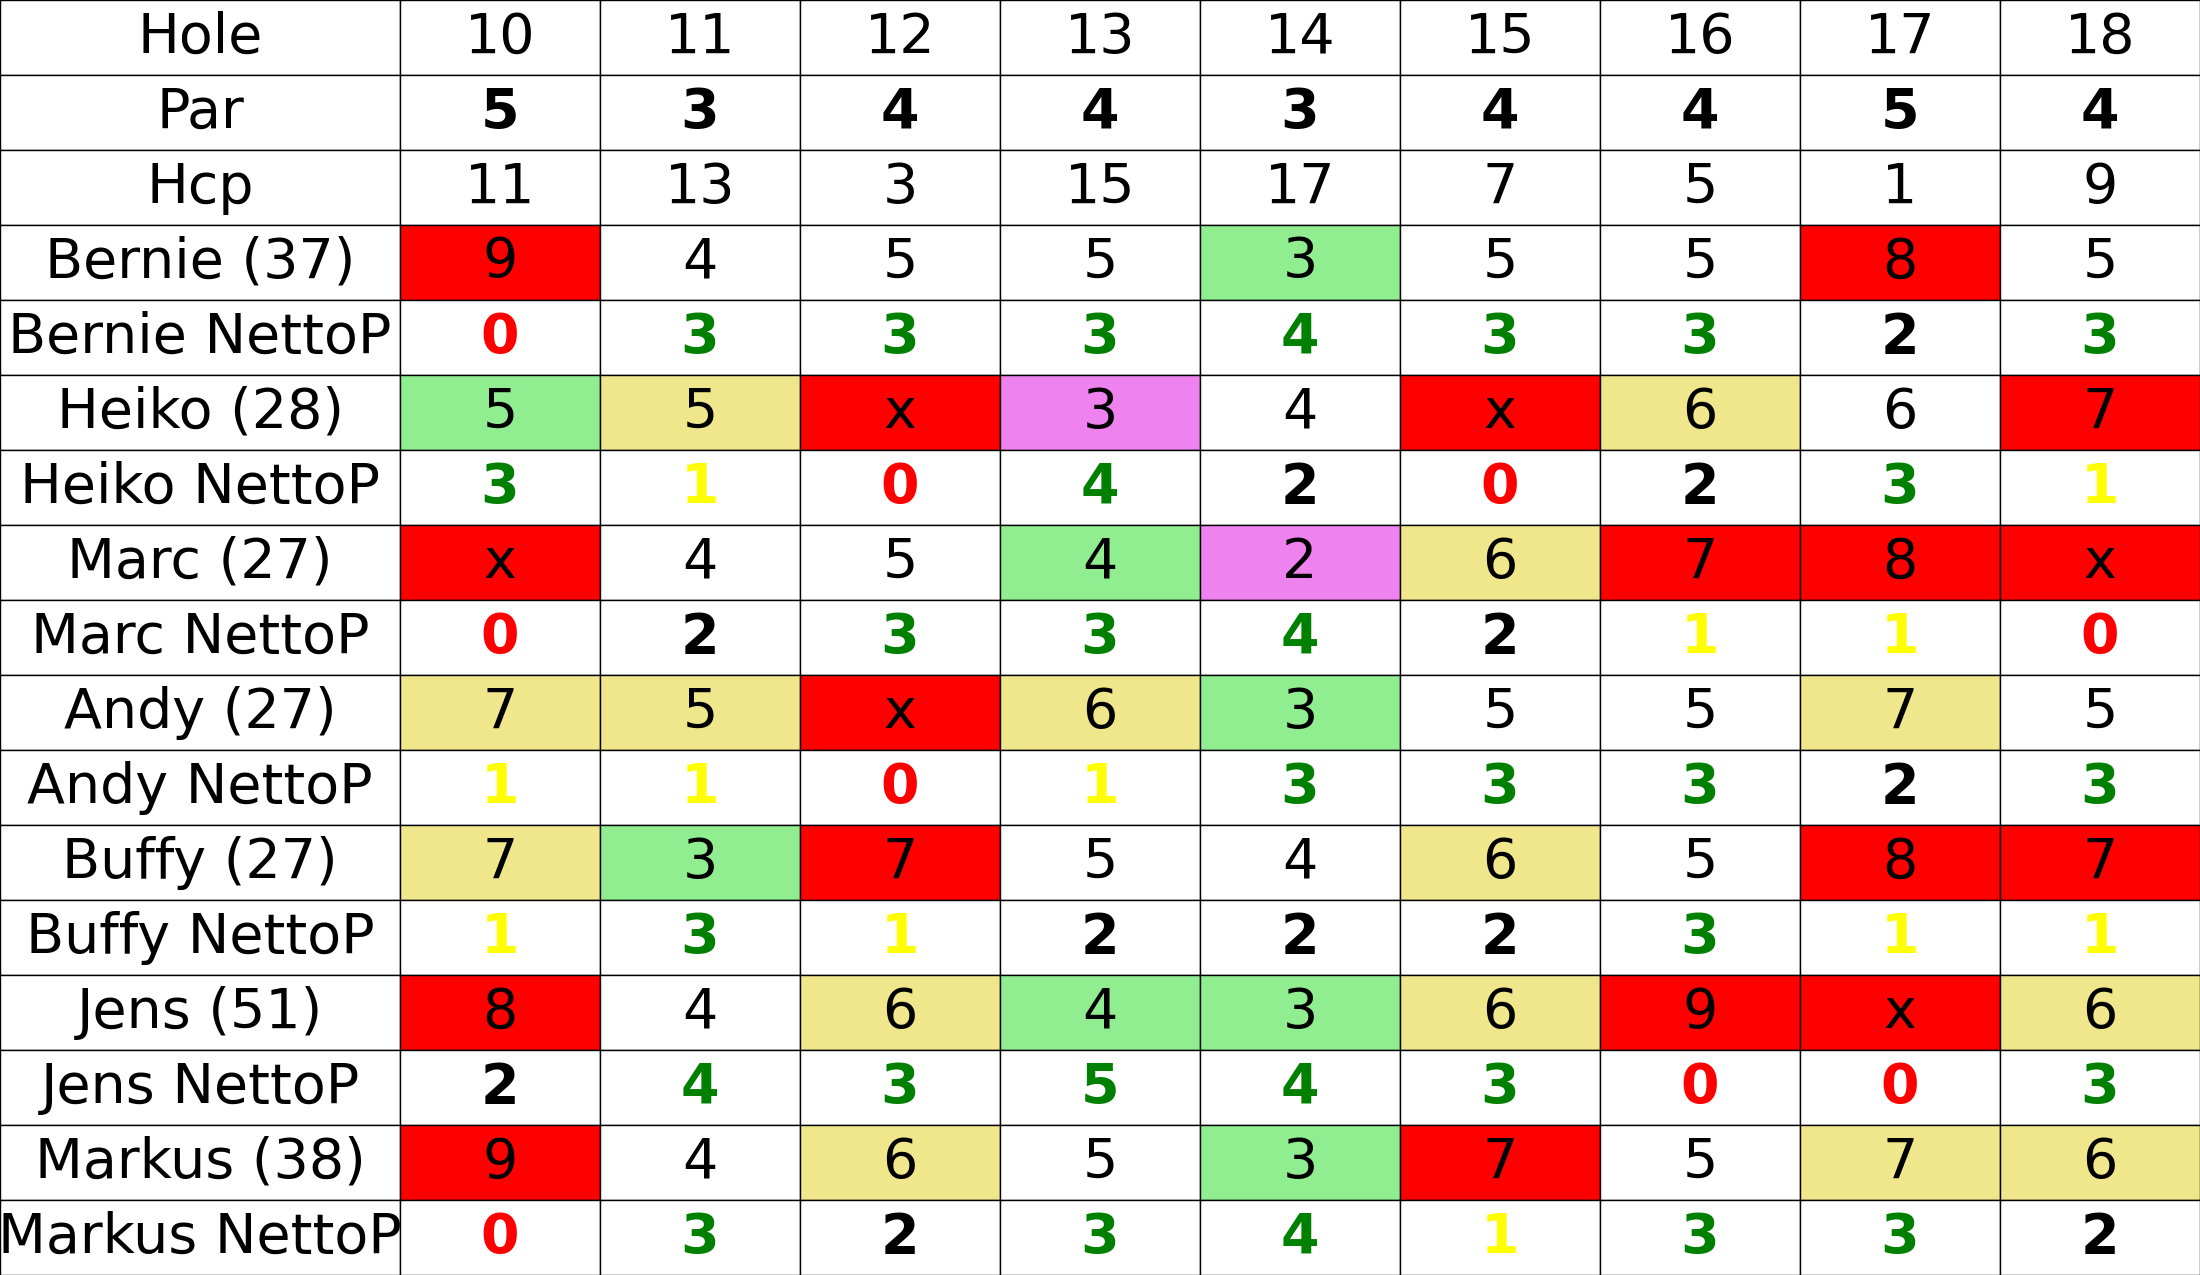 Hole 10 11 12 13 14 15 16 17 18
Par 5 3 4 4 3 4 4 5 4
Hcp 11 13 3 15 17 7 5 1 9
Bernie (37) 9 4 5 5 3 5 5 8 5
Bernie NettoP 0 3 3 3 4 3 3 2 3
Heiko (28) 5 5 x 3 4 x 6 6 7
Heiko NettoP 3 1 0 4 2 0 2 3 1
Marc (27) x 4 5 4 2 6 7 8 x
Marc NettoP 0 2 3 3 4 2 1 1 0
Andy (27) 7 5 x 6 3 5 5 7 5
Andy NettoP 1 1 0 1 3 3 3 2 3
Buffy (27) 7 3 7 5 4 6 5 8 7
Buffy NettoP 1 3 1 2 2 2 3 1 1
Jens (51) 8 4 6 4 3 6 9 x 6
Jens NettoP 2 4 3 5 4 3 0 0 3
Markus (38) 9 4 6 5 3 7 5 7 6
Markus NettoP 0 3 2 3 4 1 3 3 2